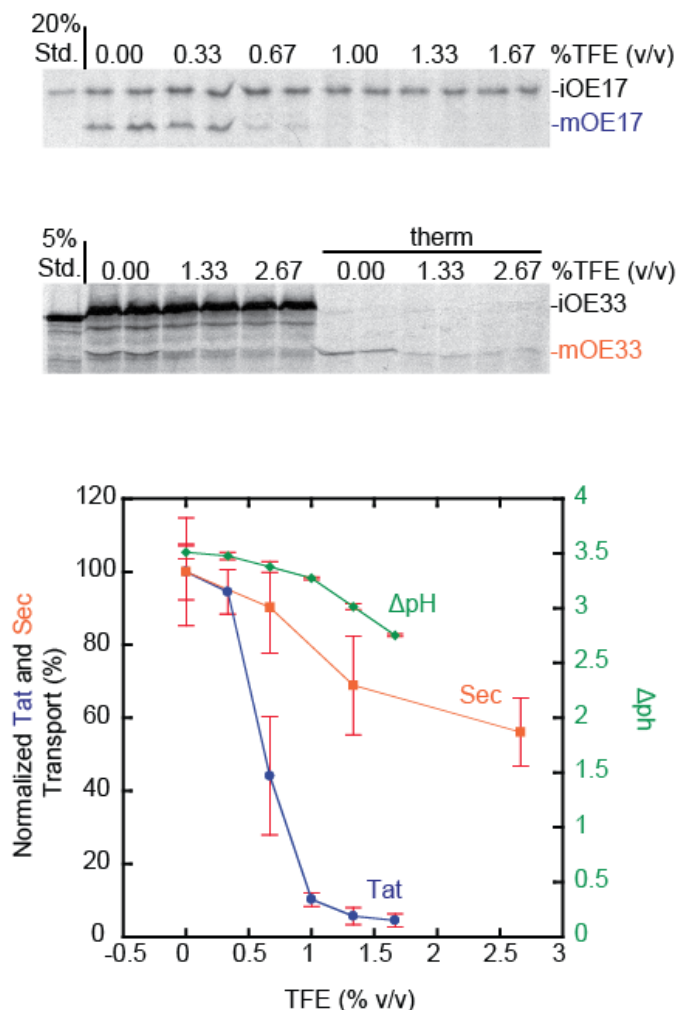 20%
Std. 0.00 0.33 0.67 1.00 1.33 1.67 %TFE (v/v)
-iOE17
-mOE17
5%
therm
Std. 0.00 1.33 2.67 0.00 1.33 2.67 %TFE (v/v)
-iOE33
-mOE33
120
100
80
60
40
20
0
Normalized Tat and Sec
Transport (%)
4
3.5
3
2.5
2
1.5
1
0.5
0
Δph
ΔpH
Sec
Tat
-0.5 0 0.5 1 1.5 2 2.5 3
TFE (% v/v)